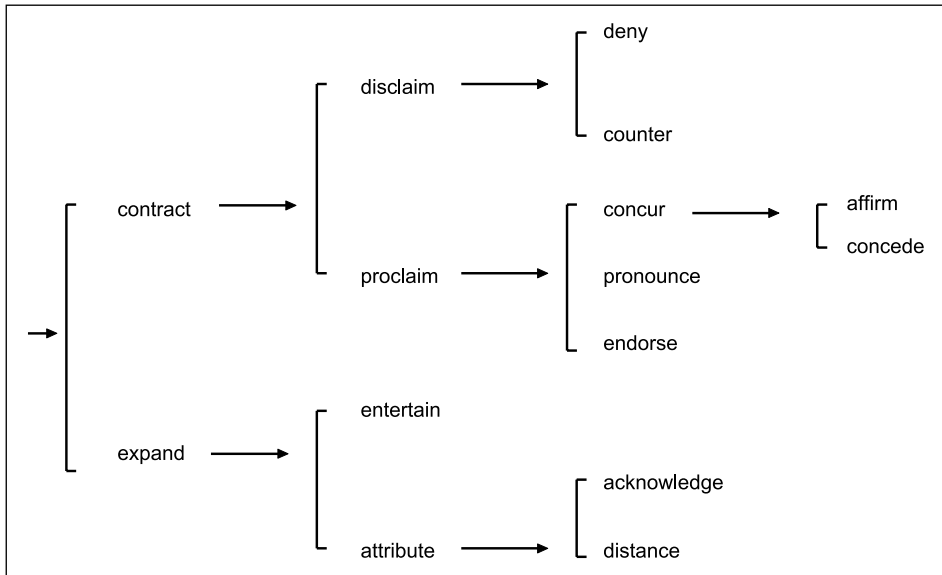 deny
disclaim
counter
contract
concur
affirm
concede
proclaim
pronounce
endorse
entertain
expand
acknowledge
attribute
distance